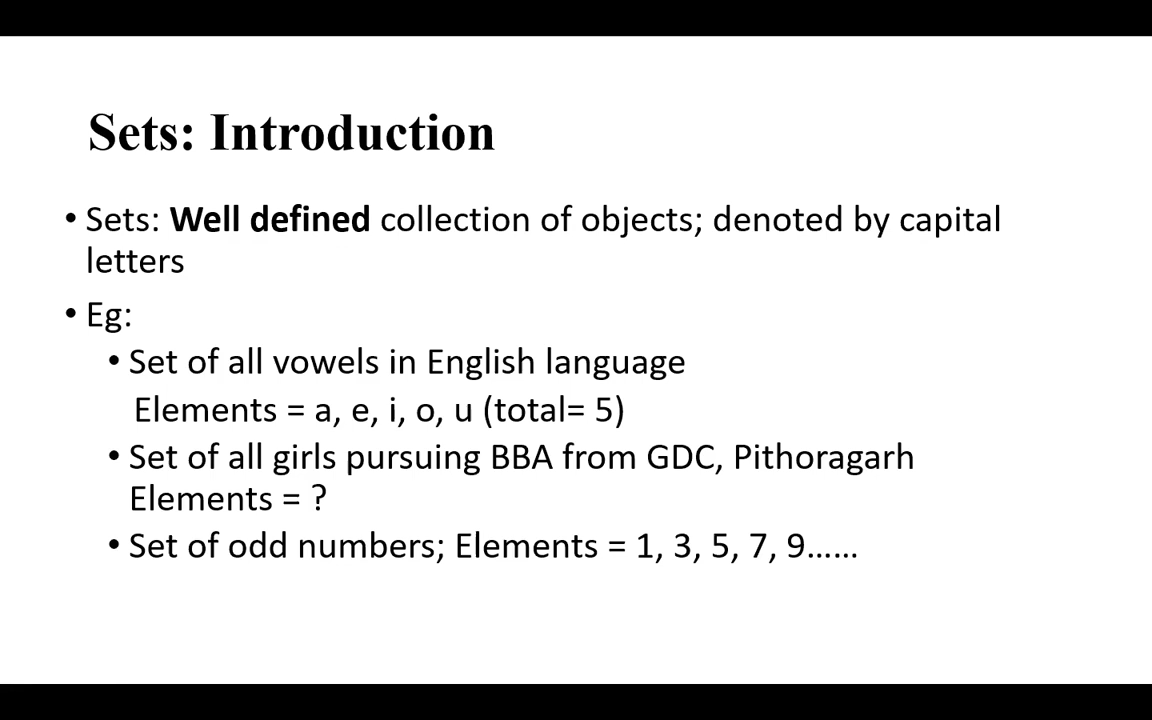 Sets: Introduction
• Sets: Well defined collection of objects; denoted by capital
letters
• Eg:
• Set of all vowels in English language
Elements = a, e, i, o, u (total= 5)
• Set of all girls pursuing BBA from GDC, Pithoragarh
Elements = ?
• Set of odd numbers; Elements = 1, 3, 5, 7, 9……